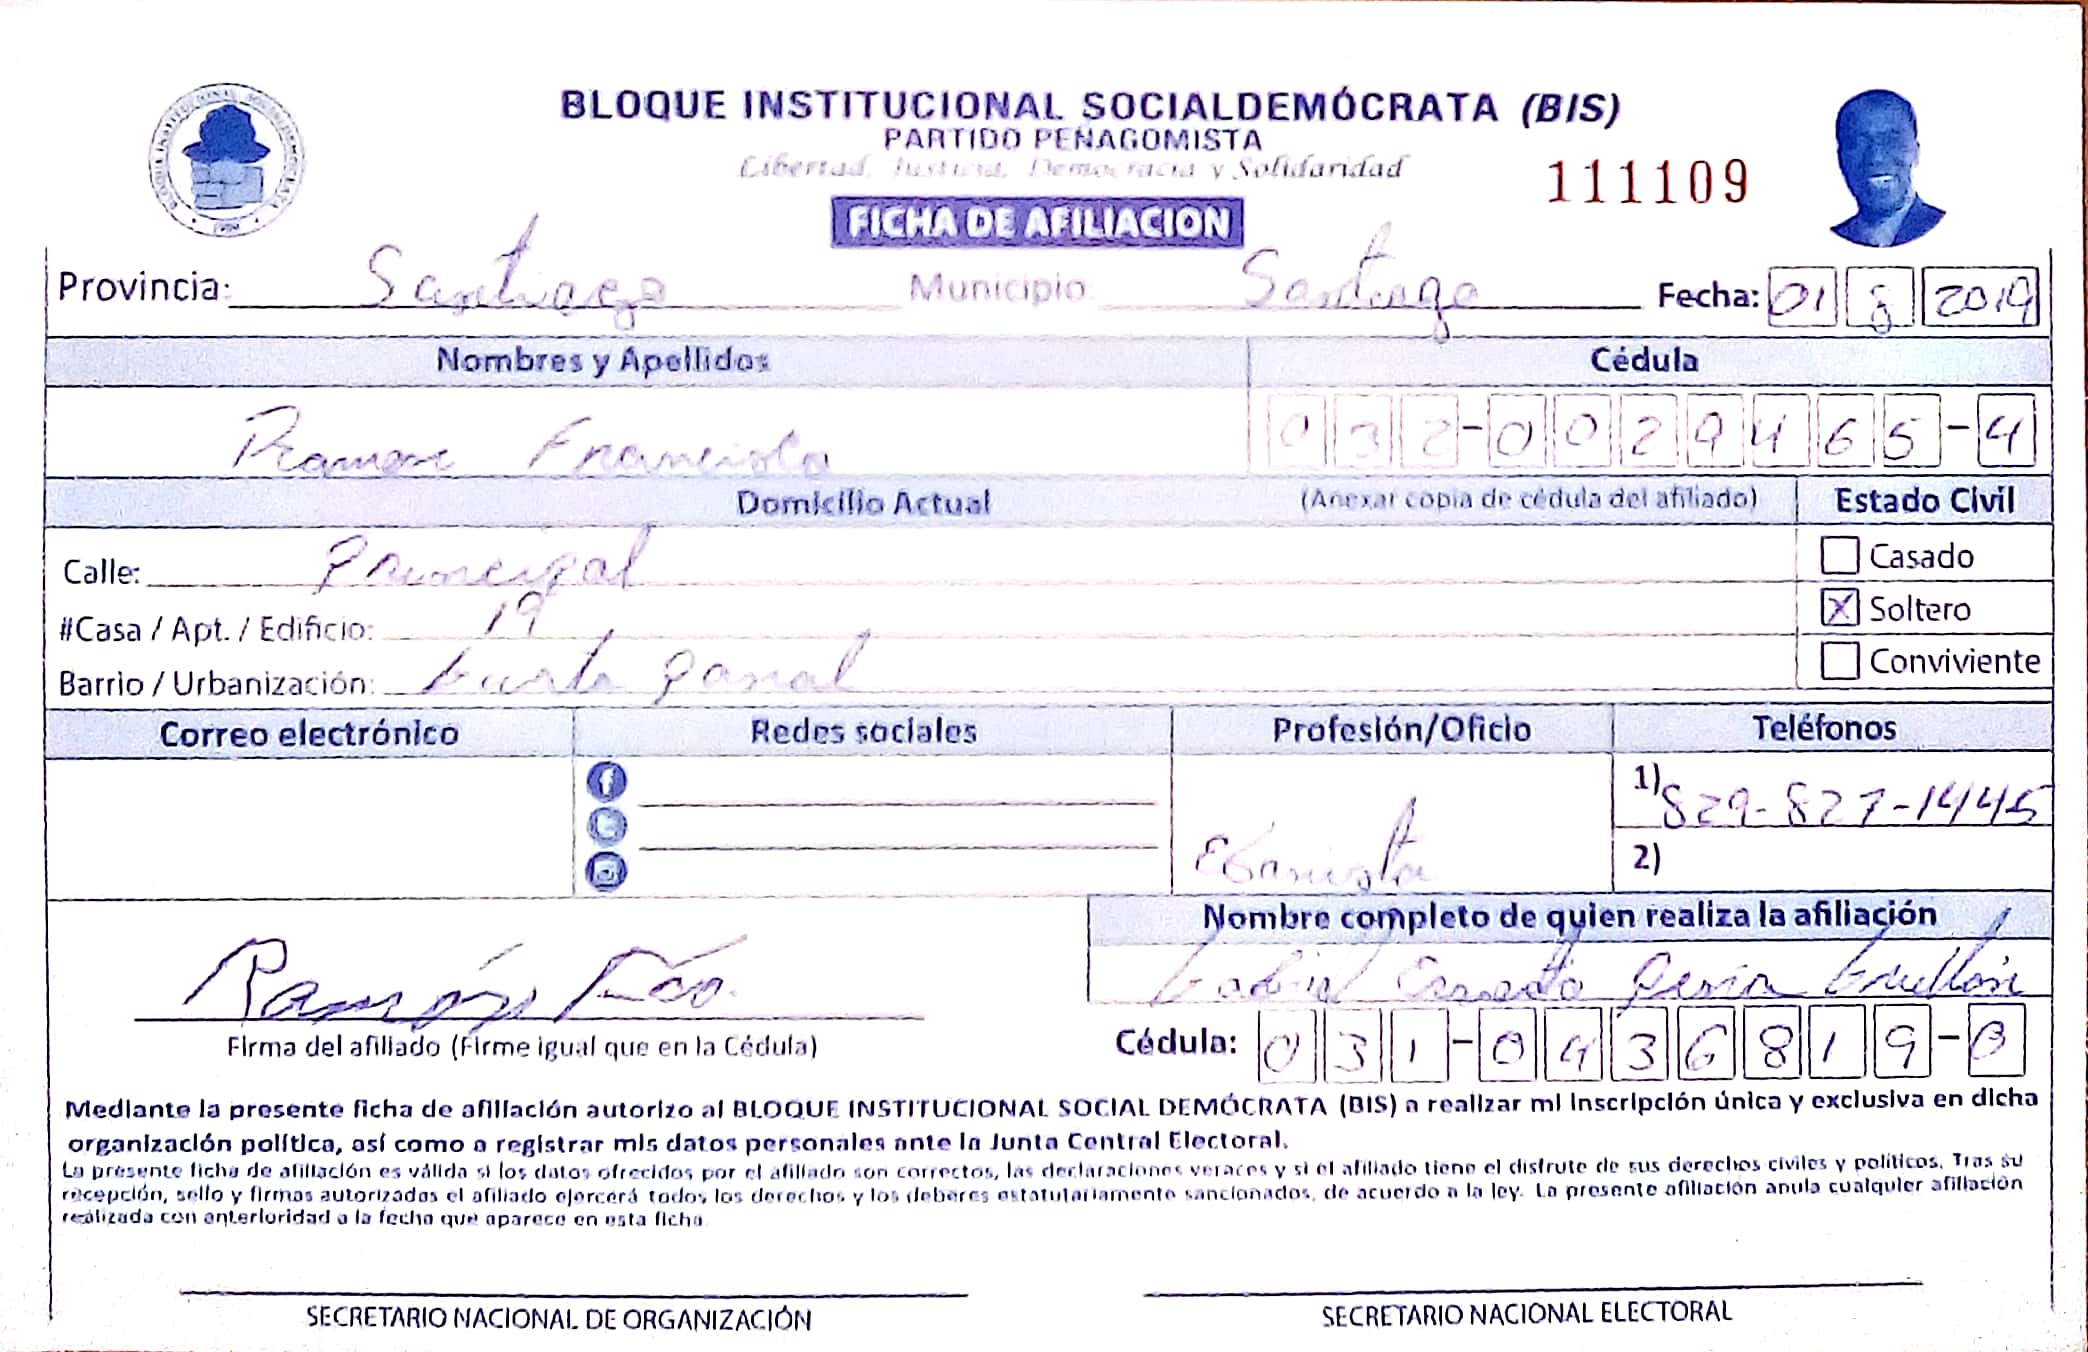 BLOQUE INSTITUCIONAL SOCIALDEMÓCRATA (BIS)
PARTIDO PEÑAGOMISTA
Libertad, Justicia, Democracia y Solidaridad
111109
FICHA DE AFILIACION
Provincia: Santiago Municipio Santiago Fecha: 01 8 2019
Nombres y Apellidos Cédula
Ramon Francisco 032-0029465-4
Domicilio Actual (Anexar copia de cédula del afiliado) Estado Civil
Calle: Principal Casado
#Casa / Apt. / Edificio: 19 X Soltero
Barrio / Urbanización: Gurabo Conviviente
Correo electrónico Redes sociales Profesión/Oficio Teléfonos
1) 829-827-1445
Ebanista 2)
Nombre completo de quien realiza la afiliación
Gabriel Ernesto Peña Grullón
Ramón Fco.
Firma del afiliado (Firme igual que en la Cédula)
Cédula: 031-0436819-
Mediante la presente ficha de afiliación autorizo al BLOQUE INSTITUCIONAL SOCIAL DEMÓCRATA (BIS) a realizar mi inscripción única y exclusiva en dicha
organización política, así como a registrar mis datos personales ante la Junta Central Electoral.
La presente ficha de afiliación es válida si los datos ofrecidos por el afiliado son correctos, las declaraciones veraces y si el afiliado tiene el disfrute de sus derechos civiles y políticos. Tras su
recepción, sello y firmas autorizadas el afiliado ejercerá todos los derechos y los deberes estatutariamente sancionados, de acuerdo a la ley. La presente afiliación anula cualquier afiliación
realizada con anterioridad a la fecha que aparece en esta ficha
SECRETARIO NACIONAL DE ORGANIZACIÓN
SECRETARIO NACIONAL ELECTORAL